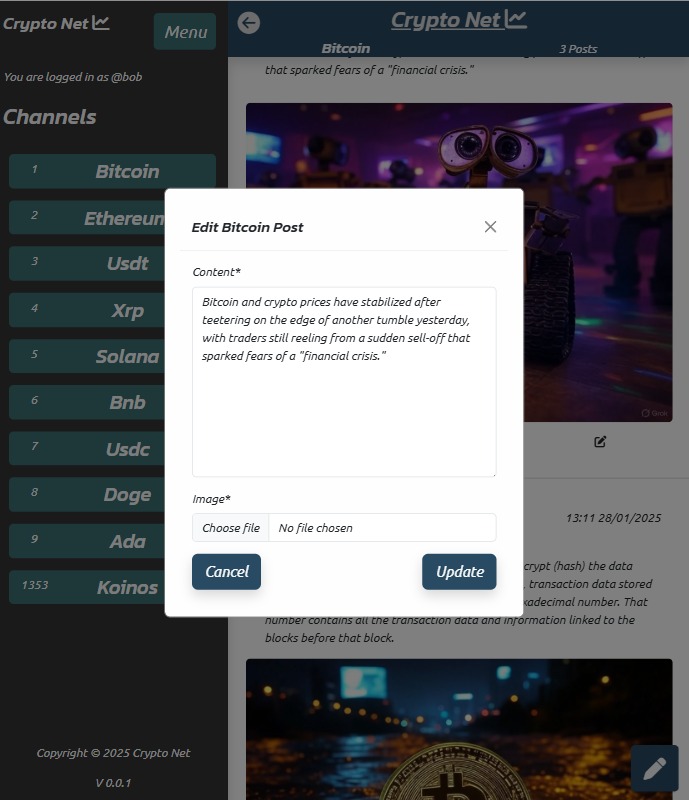 Crypto Net
Menu
You are logged in as @bob
Channels
1 Bitcoin
2 Ethereum
3 Usdt
4 Xrp
5 Solana
6 Bnb
7 Usdc
8 Doge
9 Ada
1353 Koinos
Copyright © 2025 Crypto Net
V 0.0.1
Crypto Net
Bitcoin 3 Posts
that sparked fears of a "financial crisis."
Edit Bitcoin Post
Content*
Bitcoin and crypto prices have stabilized after
teetering on the edge of another tumble yesterday,
with traders still reeling from a sudden sell-off that
sparked fears of a "financial crisis."
Image*
Choose file No file chosen
Cancel Update
13:11 28/01/2025
crypt (hash) the data
, transaction data stored
xadecimal number. That
number contains all the transaction data and information linked to the
blocks before that block.